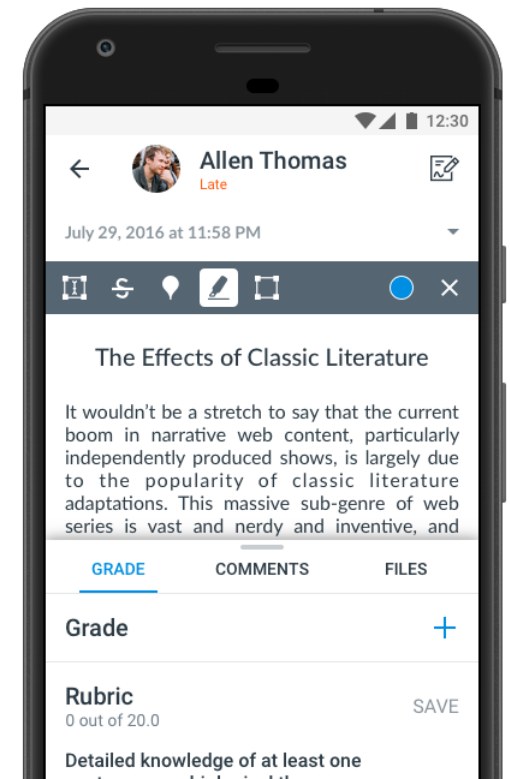 12:30
Allen Thomas
Late
July 29, 2016 at 11:58 PM
The Effects of Classic Literature
It wouldn't be a stretch to say that the current
boom in narrative web content, particularly
independently produced shows, is largely due
to the popularity of classic literature
adaptations. This massive sub-genre of web
series is vast and nerdy and inventive, and
GRADE COMMENTS FILES
Grade
Rubric
SAVE
0 out of 20.0
Detailed knowledge of at least one